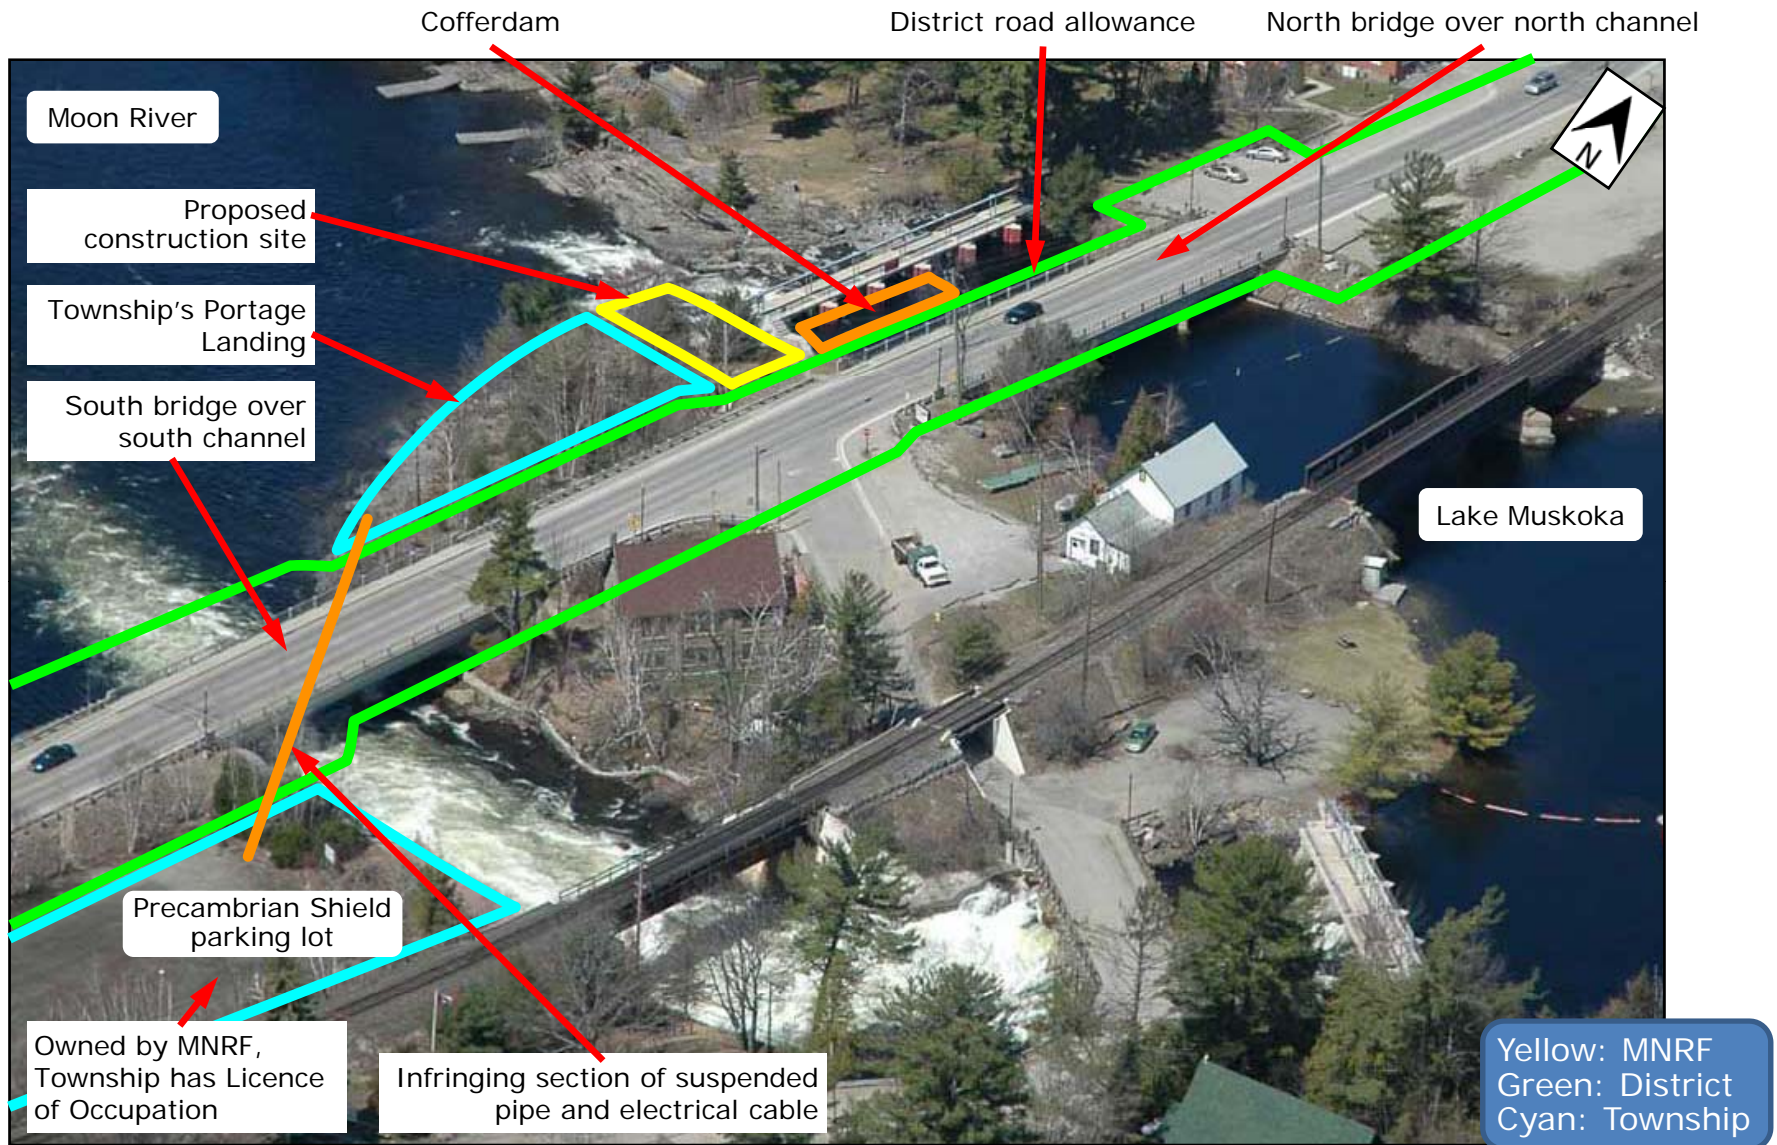 Cofferdam
District road allowance
North bridge over north channel
Moon River
N
Proposed
construction site
Township's Portage
Landing
South bridge over
south channel
Lake Muskoka
Precambrian Shield
parking lot
Owned by MNRF,
Township has Licence
of Occupation
Infringing section of suspended
pipe and electrical cable
Yellow: MNRF
Green: District
Cyan: Township